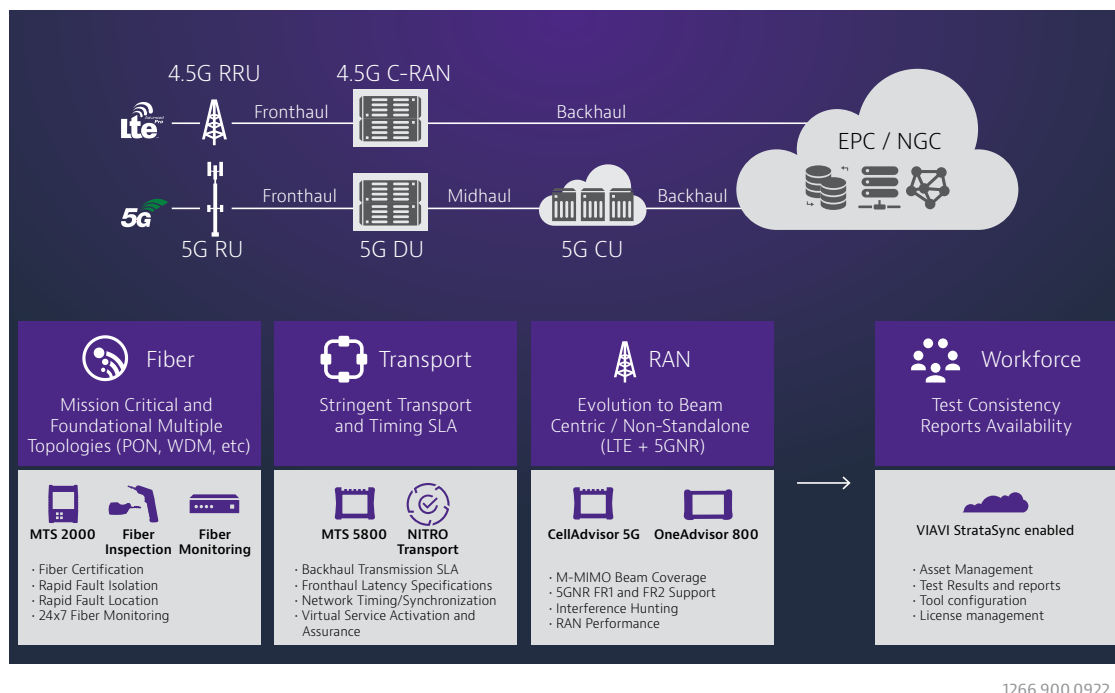 4.5G RRU
4.5G C-RAN
Lte
Advanced
Pro
Fronthaul
Backhaul
EPC / NGC
5G
Fronthaul
Midhaul
Backhaul
5G RU
5G DU
5G CU
Fiber
Mission Critical and
Foundational Multiple
Topologies (PON, WDM, etc)
MTS 2000
Fiber
Inspection
Fiber
Monitoring
· Fiber Certification
· Rapid Fault Isolation
· Rapid Fault Location
· 24x7 Fiber Monitoring
Transport
Stringent Transport
and Timing SLA
MTS 5800
NITRO
Transport
· Backhaul Transmission SLA
· Fronthaul Latency Specifications
· Network Timing/Synchronization
· Virtual Service Activation and
Assurance
RAN
Evolution to Beam
Centric / Non-Standalone
(LTE + 5GNR)
CellAdvisor 5G
OneAdvisor 800
· M-MIMO Beam Coverage
· 5GNR FR1 and FR2 Support
· Interference Hunting
· RAN Performance
Workforce
Test Consistency
Reports Availability
VIAVI StrataSync enabled
· Asset Management
· Test Results and reports
· Tool configuration
· License management
1266.900.0922